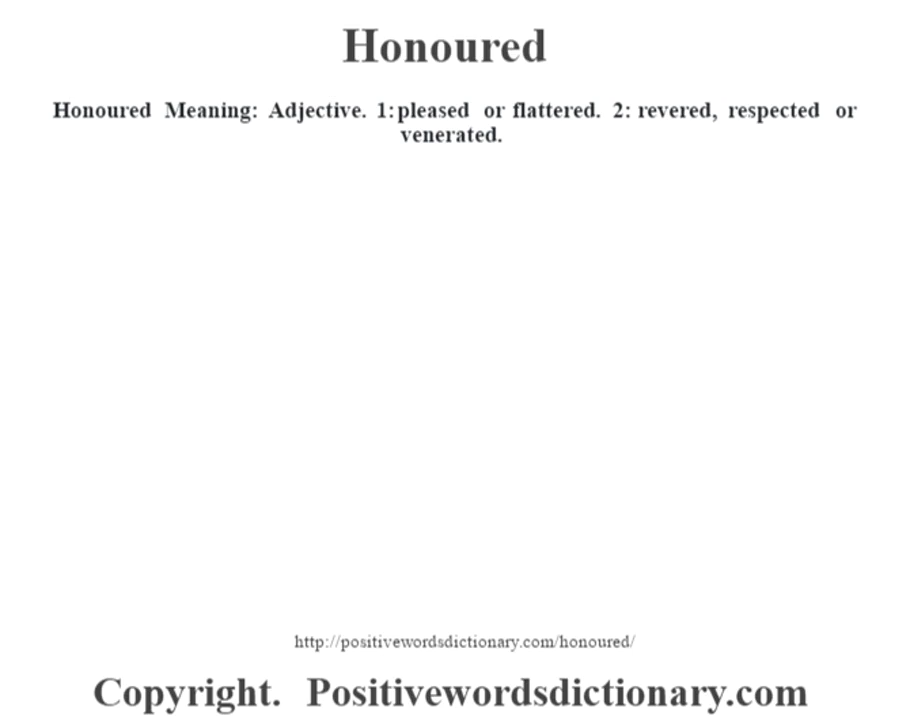 Honoured
Honoured Meaning: Adjective. 1:pleased or flattered. 2: revered, respected or
venerated.
http://positivewordsdictionary.com/honoured/
Copyright. Positivewordsdictionary.com